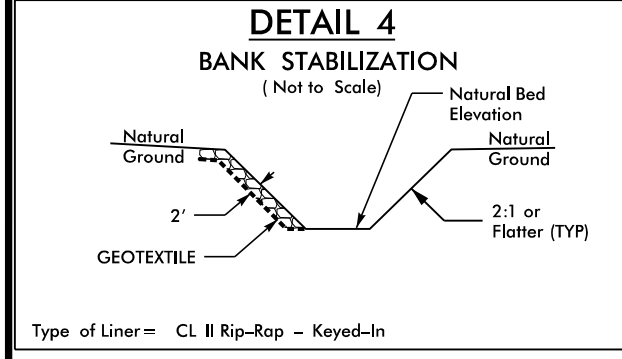 DETAIL 4
BANK STABILIZATION
( Not to Scale)
Natural Bed
Elevation
Natural
Ground
Natural
Ground
2'
GEOTEXTILE
2:1 or
Flatter (TYP)
Type of Liner = CL II Rip-Rap - Keyed-In